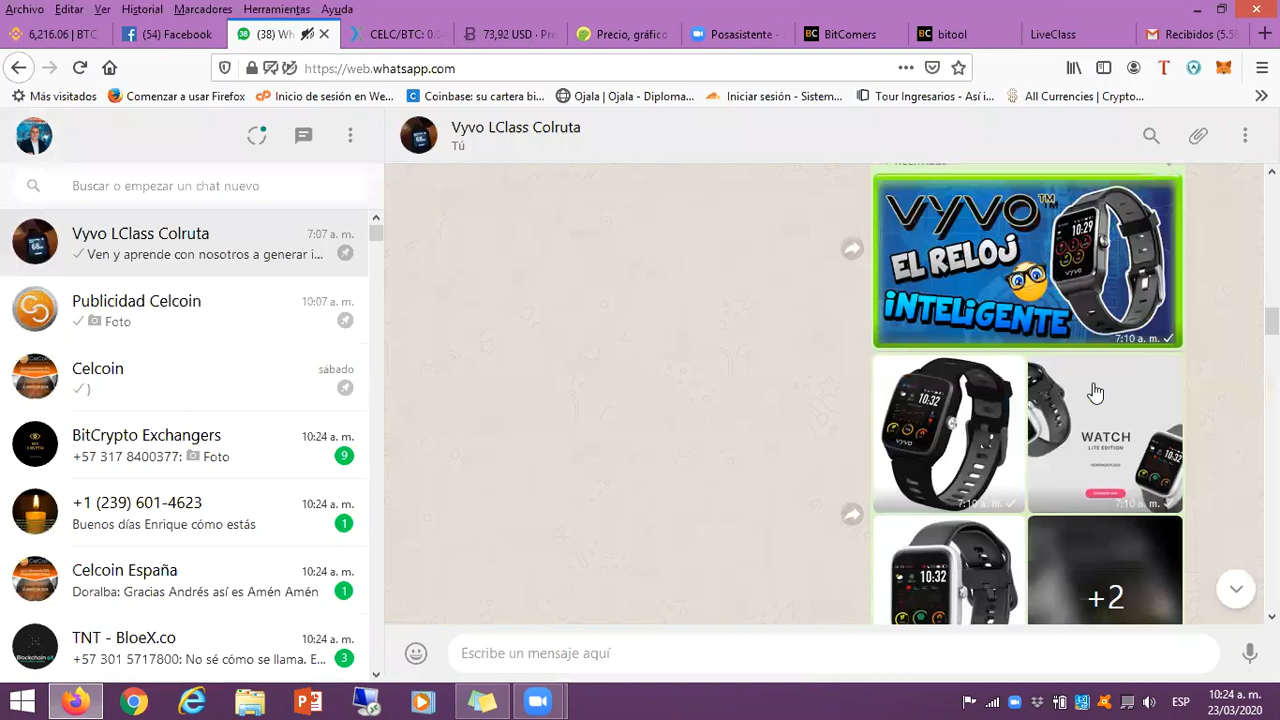 Archivo Editar Ver Historial Marcadores Herramientas Ayuda
6,216.06 | BTC
(54) Facebook
(38) Wh
CELC/BTC: 0.0
73,92 USD - Pre
Precio, gráfico
Posasistente -
BitComers
bitool
LiveClass
Recibidos (5.58
https://web.whatsapp.com
Más visitados
Comenzar a usar Firefox
Inicio de sesión en We...
Coinbase: su cartera bi...
Ojala | Ojala - Diploma...
Iniciar sesión - Sistem...
Tour Ingresarios - Así i...
All Currencies | Crypto...
Vyvo LClass Colruta
Tú
Buscar o empezar un chat nuevo
Vyvo LClass Colruta 7:07 a. m.
Ven y aprende con nosotros a generar i...
Publicidad Celcoin 10:07 a. m.
Foto
Celcoin sábado
}
BitCrypto Exchangers 10:24 a. m.
+57 317 8400377: Foto 9
+1 (239) 601-4623 10:24 a. m.
Buenos días Enrique cómo estás 1
Celcoin España 10:24 a. m.
Doralba: Gracias Andrés así es Amén Amén 1
TNT - BloeX.co 10:24 a. m.
+57 301 5717800: No sé cómo se llama. E... 3
VYVO™
EL RELOJ
iNTELiGENTE
10:29
vyvo
7:10 a. m.
10:32
VYVO
7:10 a. m.
WATCH
LITE EDITION
7:10 a. m.
10:32
+2
Escribe un mensaje aquí
ESP
10:24 a. m.
23/03/2020